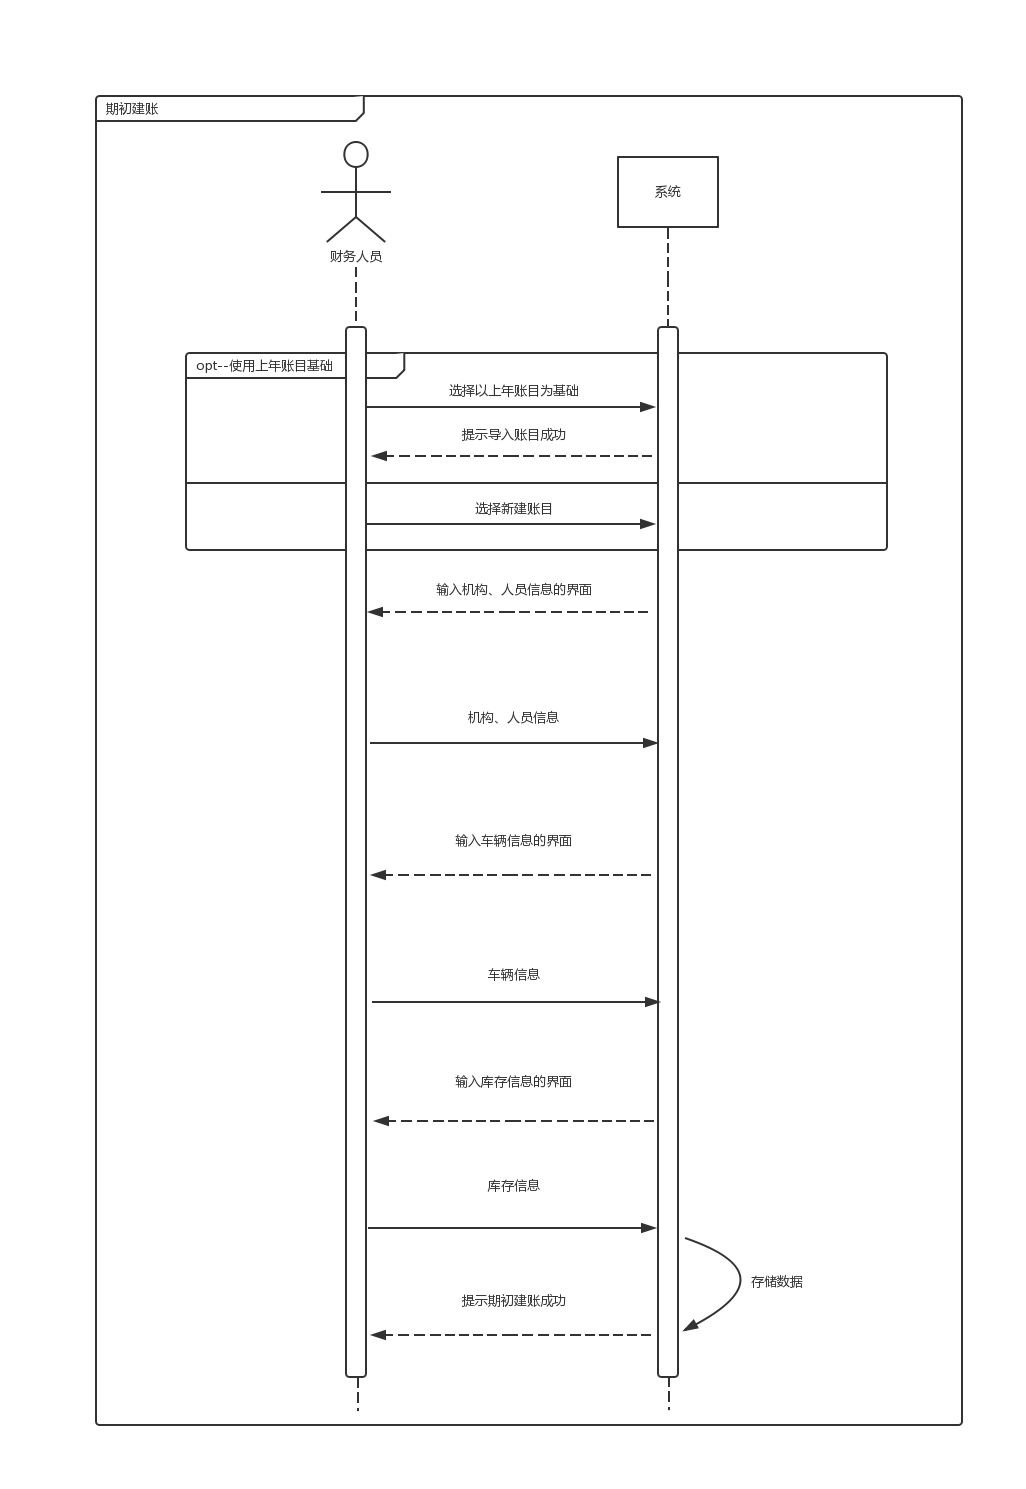 期初建账
系统
财务人员
opt--使用上年账目基础
选择以上年账目为基础
提示导入账目成功
选择新建账目
输入机构、人员信息的界面
机构、人员信息
输入车辆信息的界面
车辆信息
输入库存信息的界面
库存信息
存储数据
提示期初建账成功